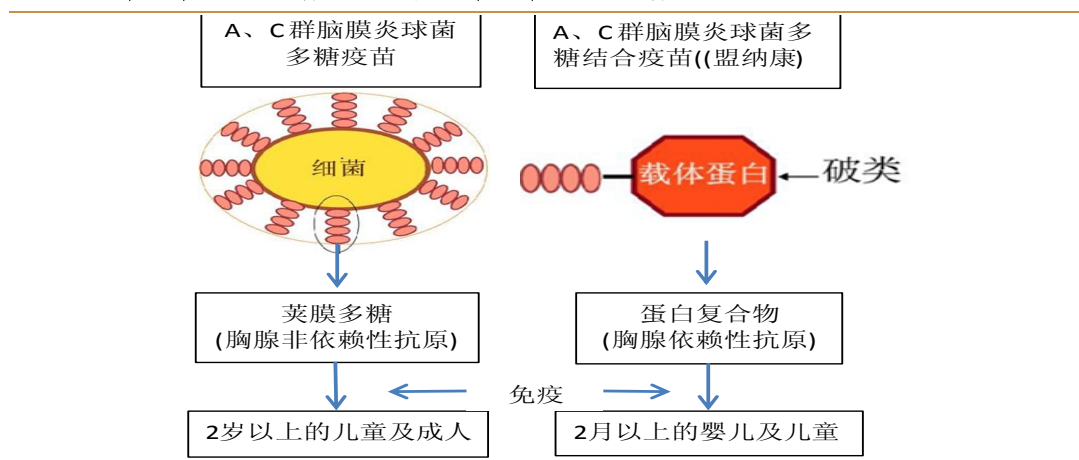 A、C群脑膜炎球菌
多糖疫苗
A、C群脑膜炎球菌多
糖结合疫苗((盟纳康)
细菌
载体蛋白
破类
荚膜多糖
(胸腺非依赖性抗原)
蛋白复合物
(胸腺依赖性抗原)
免疫
2岁以上的儿童及成人
2月以上的婴儿及儿童